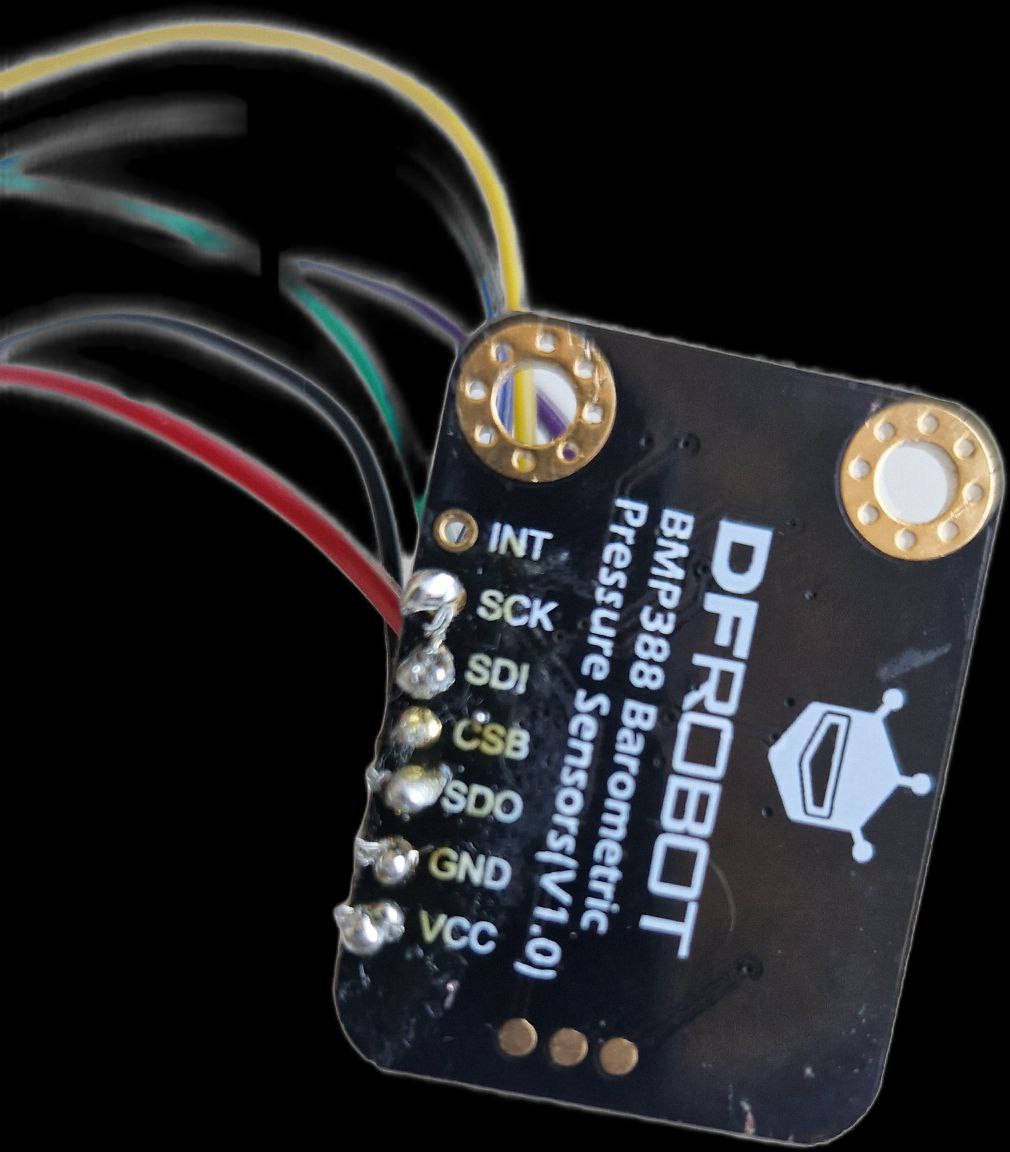 INT
SCK
SDI
CSB
SDO
GND
VCC
DFROBOT
BMP388 Barometric
Pressure Sensors(V1.0)